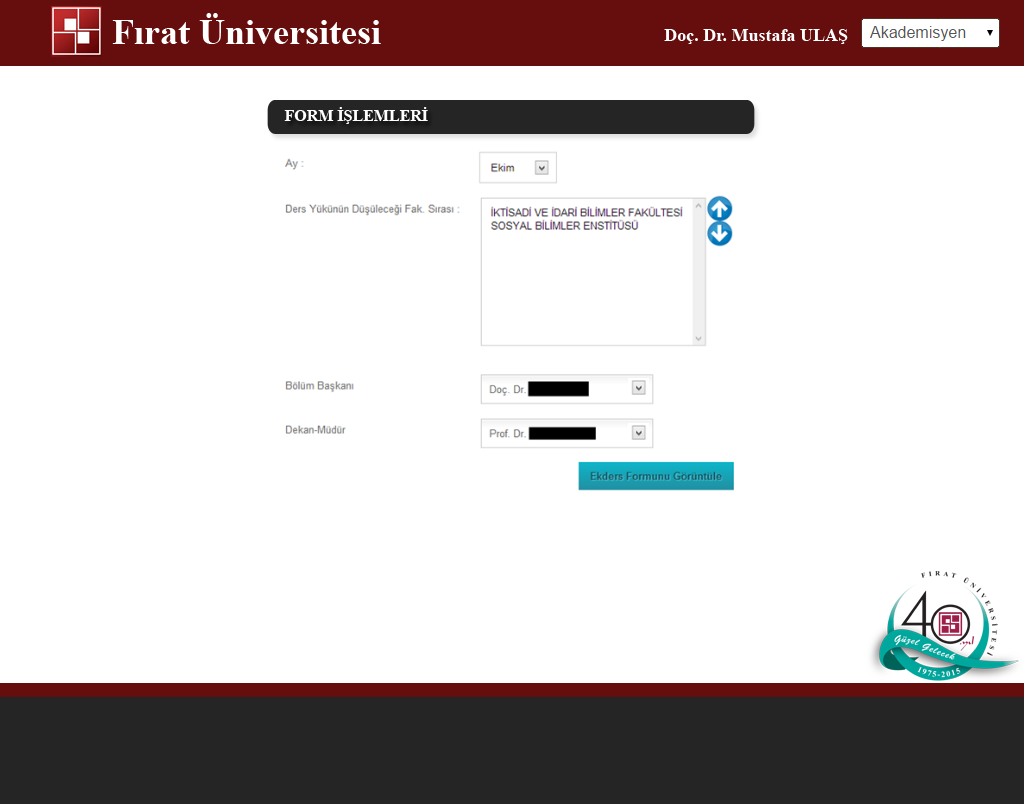 Fırat Üniversitesi
Doç. Dr. Mustafa ULAŞ
Akademisyen
FORM İŞLEMLERİ
Ay :
Ekim
Ders Yükünün Düşüleceği Fak. Sırası :
İKTİSADİ VE İDARİ BİLİMLER FAKÜLTESİ
SOSYAL BİLİMLER ENSTİTÜSÜ
Bölüm Başkanı
Doç. Dr.
Dekan-Müdür
Prof. Dr.
Ekders Formunu Görüntüle
FIRAT ÜNİVERSİTESİ
40
Güzel Gelecek
1975-2015